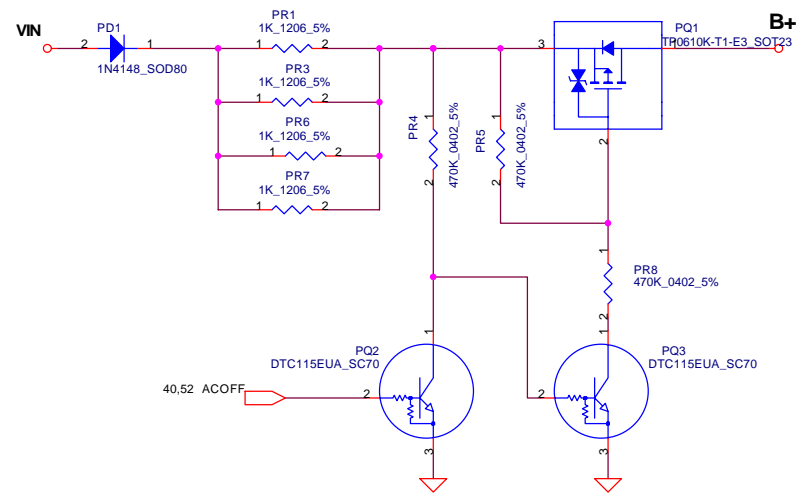 VIN
PD1
2
1
1N4148_SOD80
PR1
1K_1206_5%
1
2
PR3
1K_1206_5%
1
2
PR6
1K_1206_5%
1
2
PR7
1K_1206_5%
1
2
PR4
470K_0402_5%
1
2
PR5
470K_0402_5%
1
2
B+
PQ1
TP0610K-T1-E3_SOT23
3
1
2
PR8
470K_0402_5%
1
2
PQ2
DTC115EUA_SC70
1
2
3
40,52 ACOFF
PQ3
DTC115EUA_SC70
1
2
3